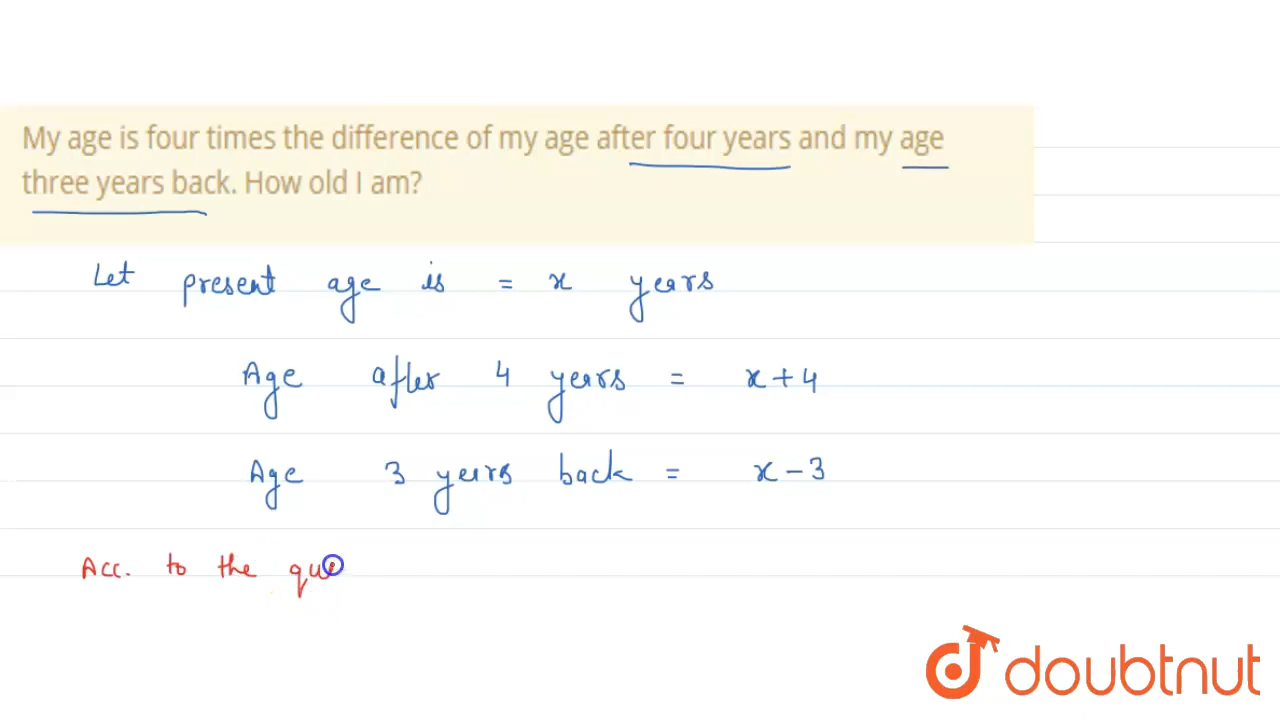 My age is four times the difference of my age after four years and my age
three years back. How old I am?
Let present age is = x years
Age after 4 years = x + 4
Age 3 years back = x - 3
Acc. to the que
doubtnut